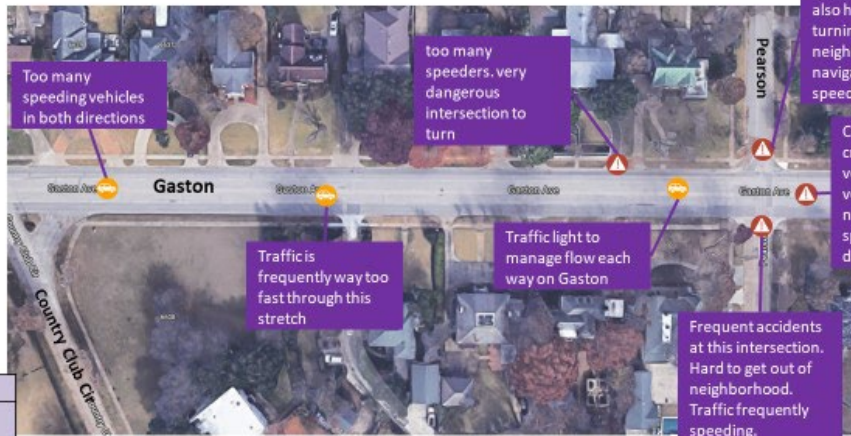 also h
turnin
neigh
naviga
speed
Too many
speeding vehicles
in both directions
too many
speeders. very
dangerous
intersection to
turn
Pearson
C
cr
v
v
n
sp
d
Gaston Ave
Gaston
Gaston Ave
Gaston Ave
Gaston Ave
Traffic is
frequently way too
fast through this
stretch
Traffic light to
manage flow each
way on Gaston
Country Club Cir
Frequent accidents
at this intersection.
Hard to get out of
neighborhood.
Traffic frequently
speeding.